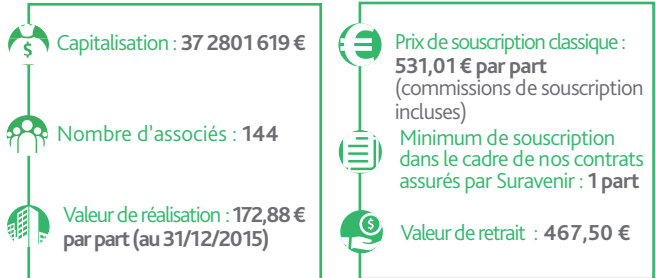 Capitalisation : 37 2801 619 €
Nombre d'associés : 144
Valeur de réalisation : 172,88 €
par part (au 31/12/2015)
Prix de souscription classique :
531,01 € par part
(commissions de souscription
incluses)
Minimum de souscription
dans le cadre de nos contrats
assurés par Suravenir : 1 part
Valeur de retrait : 467,50 €